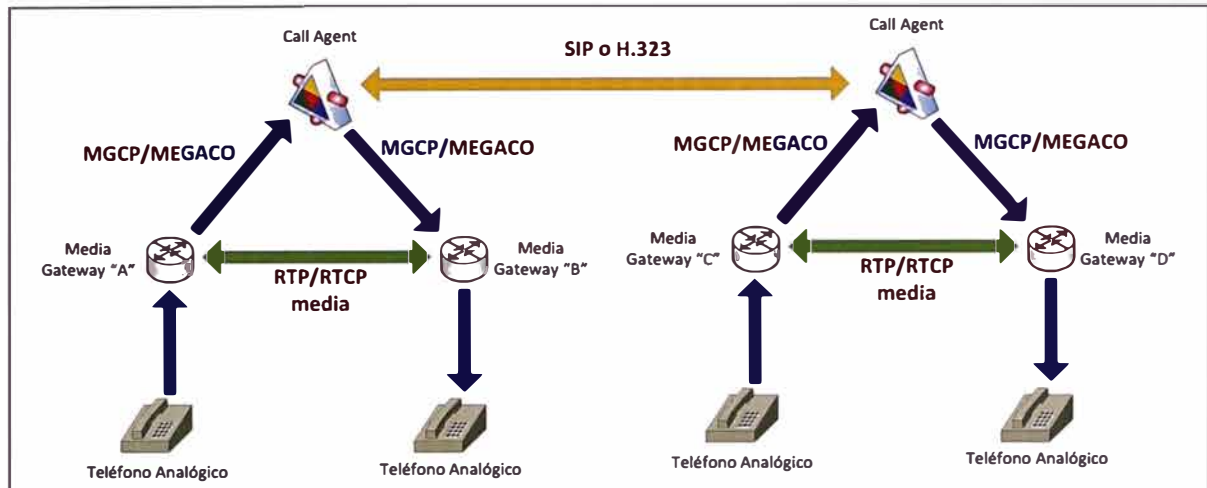 Call Agent
Call Agent
SIP o H.323
MGCP/MEGACO
MGCP/MEGACO
MGCP/MEGACO
MGCP/MEGACO
Media
Gateway "A"
RTP/RTCP
media
Media
Gateway "B"
Media
Gateway "C"
RTP/RTCP
media
Media
Gateway "D"
Teléfono Analógico
Teléfono Analógico
Teléfono Analógico
Teléfono Analógico